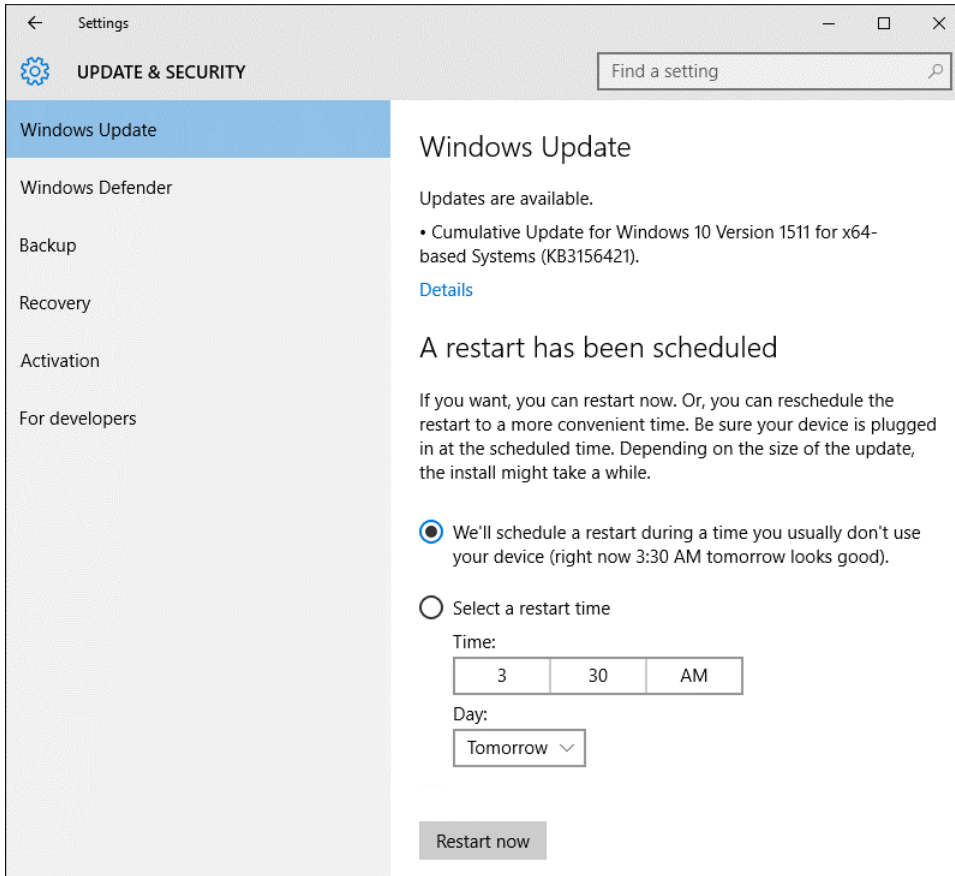 Settings
UPDATE & SECURITY
Find a setting
Windows Update
Windows Defender
Backup
Recovery
Activation
For developers
Windows Update
Updates are available.
• Cumulative Update for Windows 10 Version 1511 for x64-
based Systems (KB3156421).
Details
A restart has been scheduled
If you want, you can restart now. Or, you can reschedule the
restart to a more convenient time. Be sure your device is plugged
in at the scheduled time. Depending on the size of the update,
the install might take a while.
We'll schedule a restart during a time you usually don't use
your device (right now 3:30 AM tomorrow looks good).
Select a restart time
Time:
3 30 AM
Day:
Tomorrow
Restart now